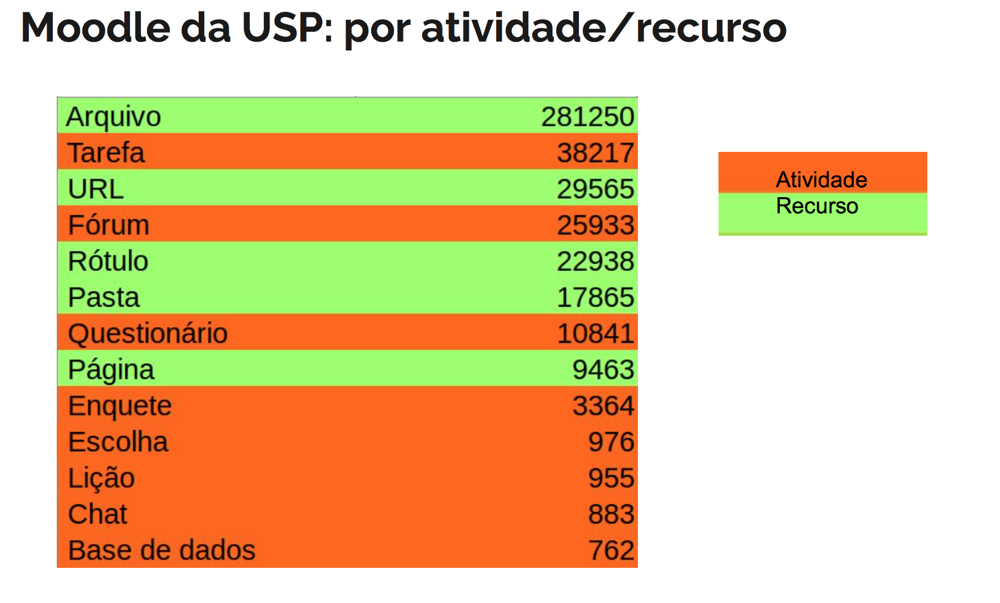 Moodle da USP: por atividade/recurso
Arquivo 281250
Tarefa 38217
URL 29565
Fórum 25933
Rótulo 22938
Pasta 17865
Questionário 10841
Página 9463
Enquete 3364
Escolha 976
Lição 955
Chat 883
Base de dados 762
Atividade
Recurso